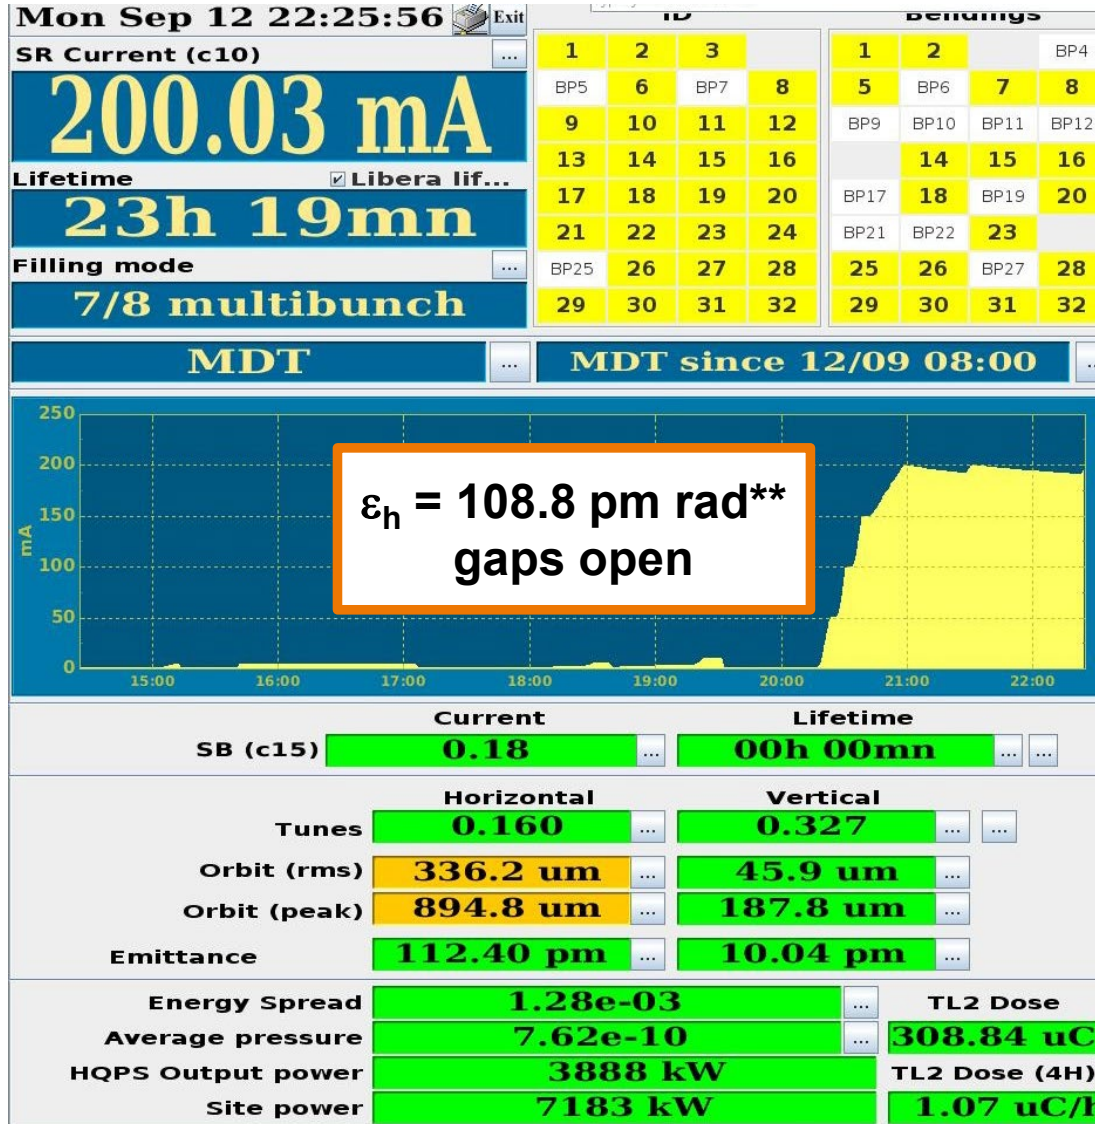 Mon Sep 12 22:25:56 Exit
SR Current (c10) ...
200.03 mA
Lifetime Libera lif...
23h 19mn
Filling mode ...
7/8 multibunch
ID
1 2 3
BP5 6 BP7 8
9 10 11 12
13 14 15 16
17 18 19 20
21 22 23 24
BP25 26 27 28
29 30 31 32
Bendings
1 2 BP4
5 BP6 7 8
BP9 BP10 BP11 BP12
14 15 16
BP17 18 BP19 20
BP21 BP22 23
25 26 BP27 28
29 30 31 32
MDT ... MDT since 12/09 08:00
250
200
150
100
50
0
mA
εh = 108.8 pm rad**
gaps open
15:00 16:00 17:00 18:00 19:00 20:00 21:00 22:00
Current Lifetime
SB (c15) 0.18 ... 00h 00mn ... ...
Horizontal Vertical
Tunes 0.160 ... 0.327 ... ...
Orbit (rms) 336.2 um ... 45.9 um ...
Orbit (peak) 894.8 um ... 187.8 um ...
Emittance 112.40 pm ... 10.04 pm ...
Energy Spread 1.28e-03 ... TL2 Dose
Average pressure 7.62e-10 ... 308.84 uC
HQPS Output power 3888 kW TL2 Dose (4H)
Site power 7183 kW 1.07 uC/h